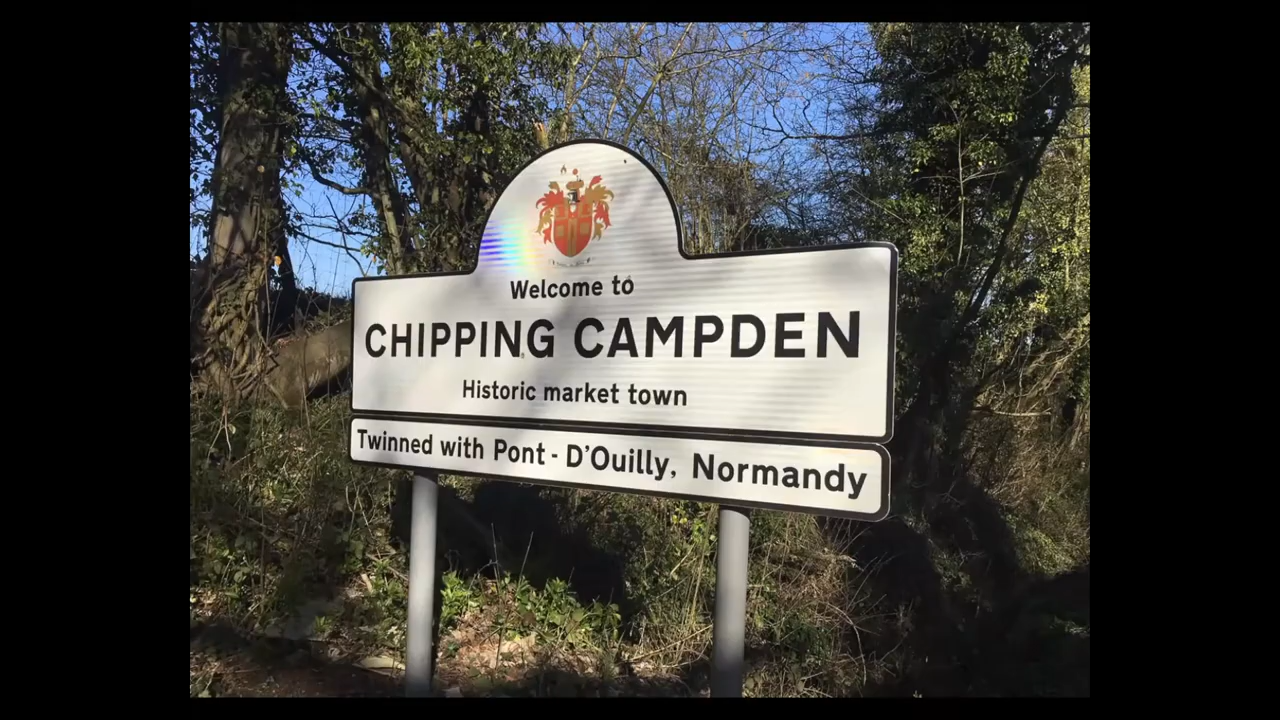 Welcome to
CHIPPING CAMPDEN
Historic market town
Twinned with Pont - D'Ouilly, Normandy